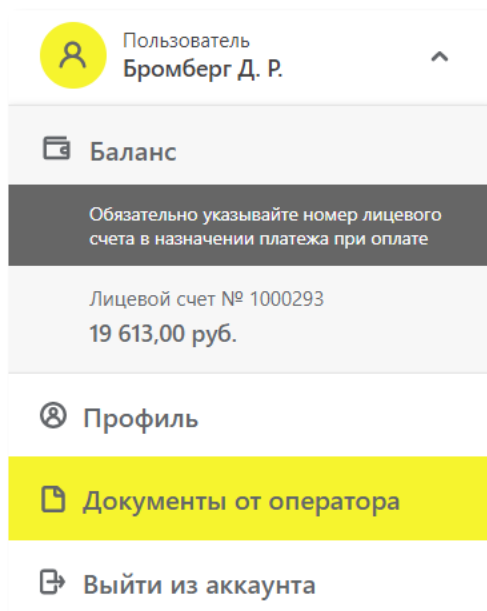 Пользователь
Бромберг Д. Р.
Баланс
Обязательно указывайте номер лицевого
счета в назначении платежа при оплате
Лицевой счет № 1000293
19 613,00 руб.
Профиль
Документы от оператора
Выйти из аккаунта